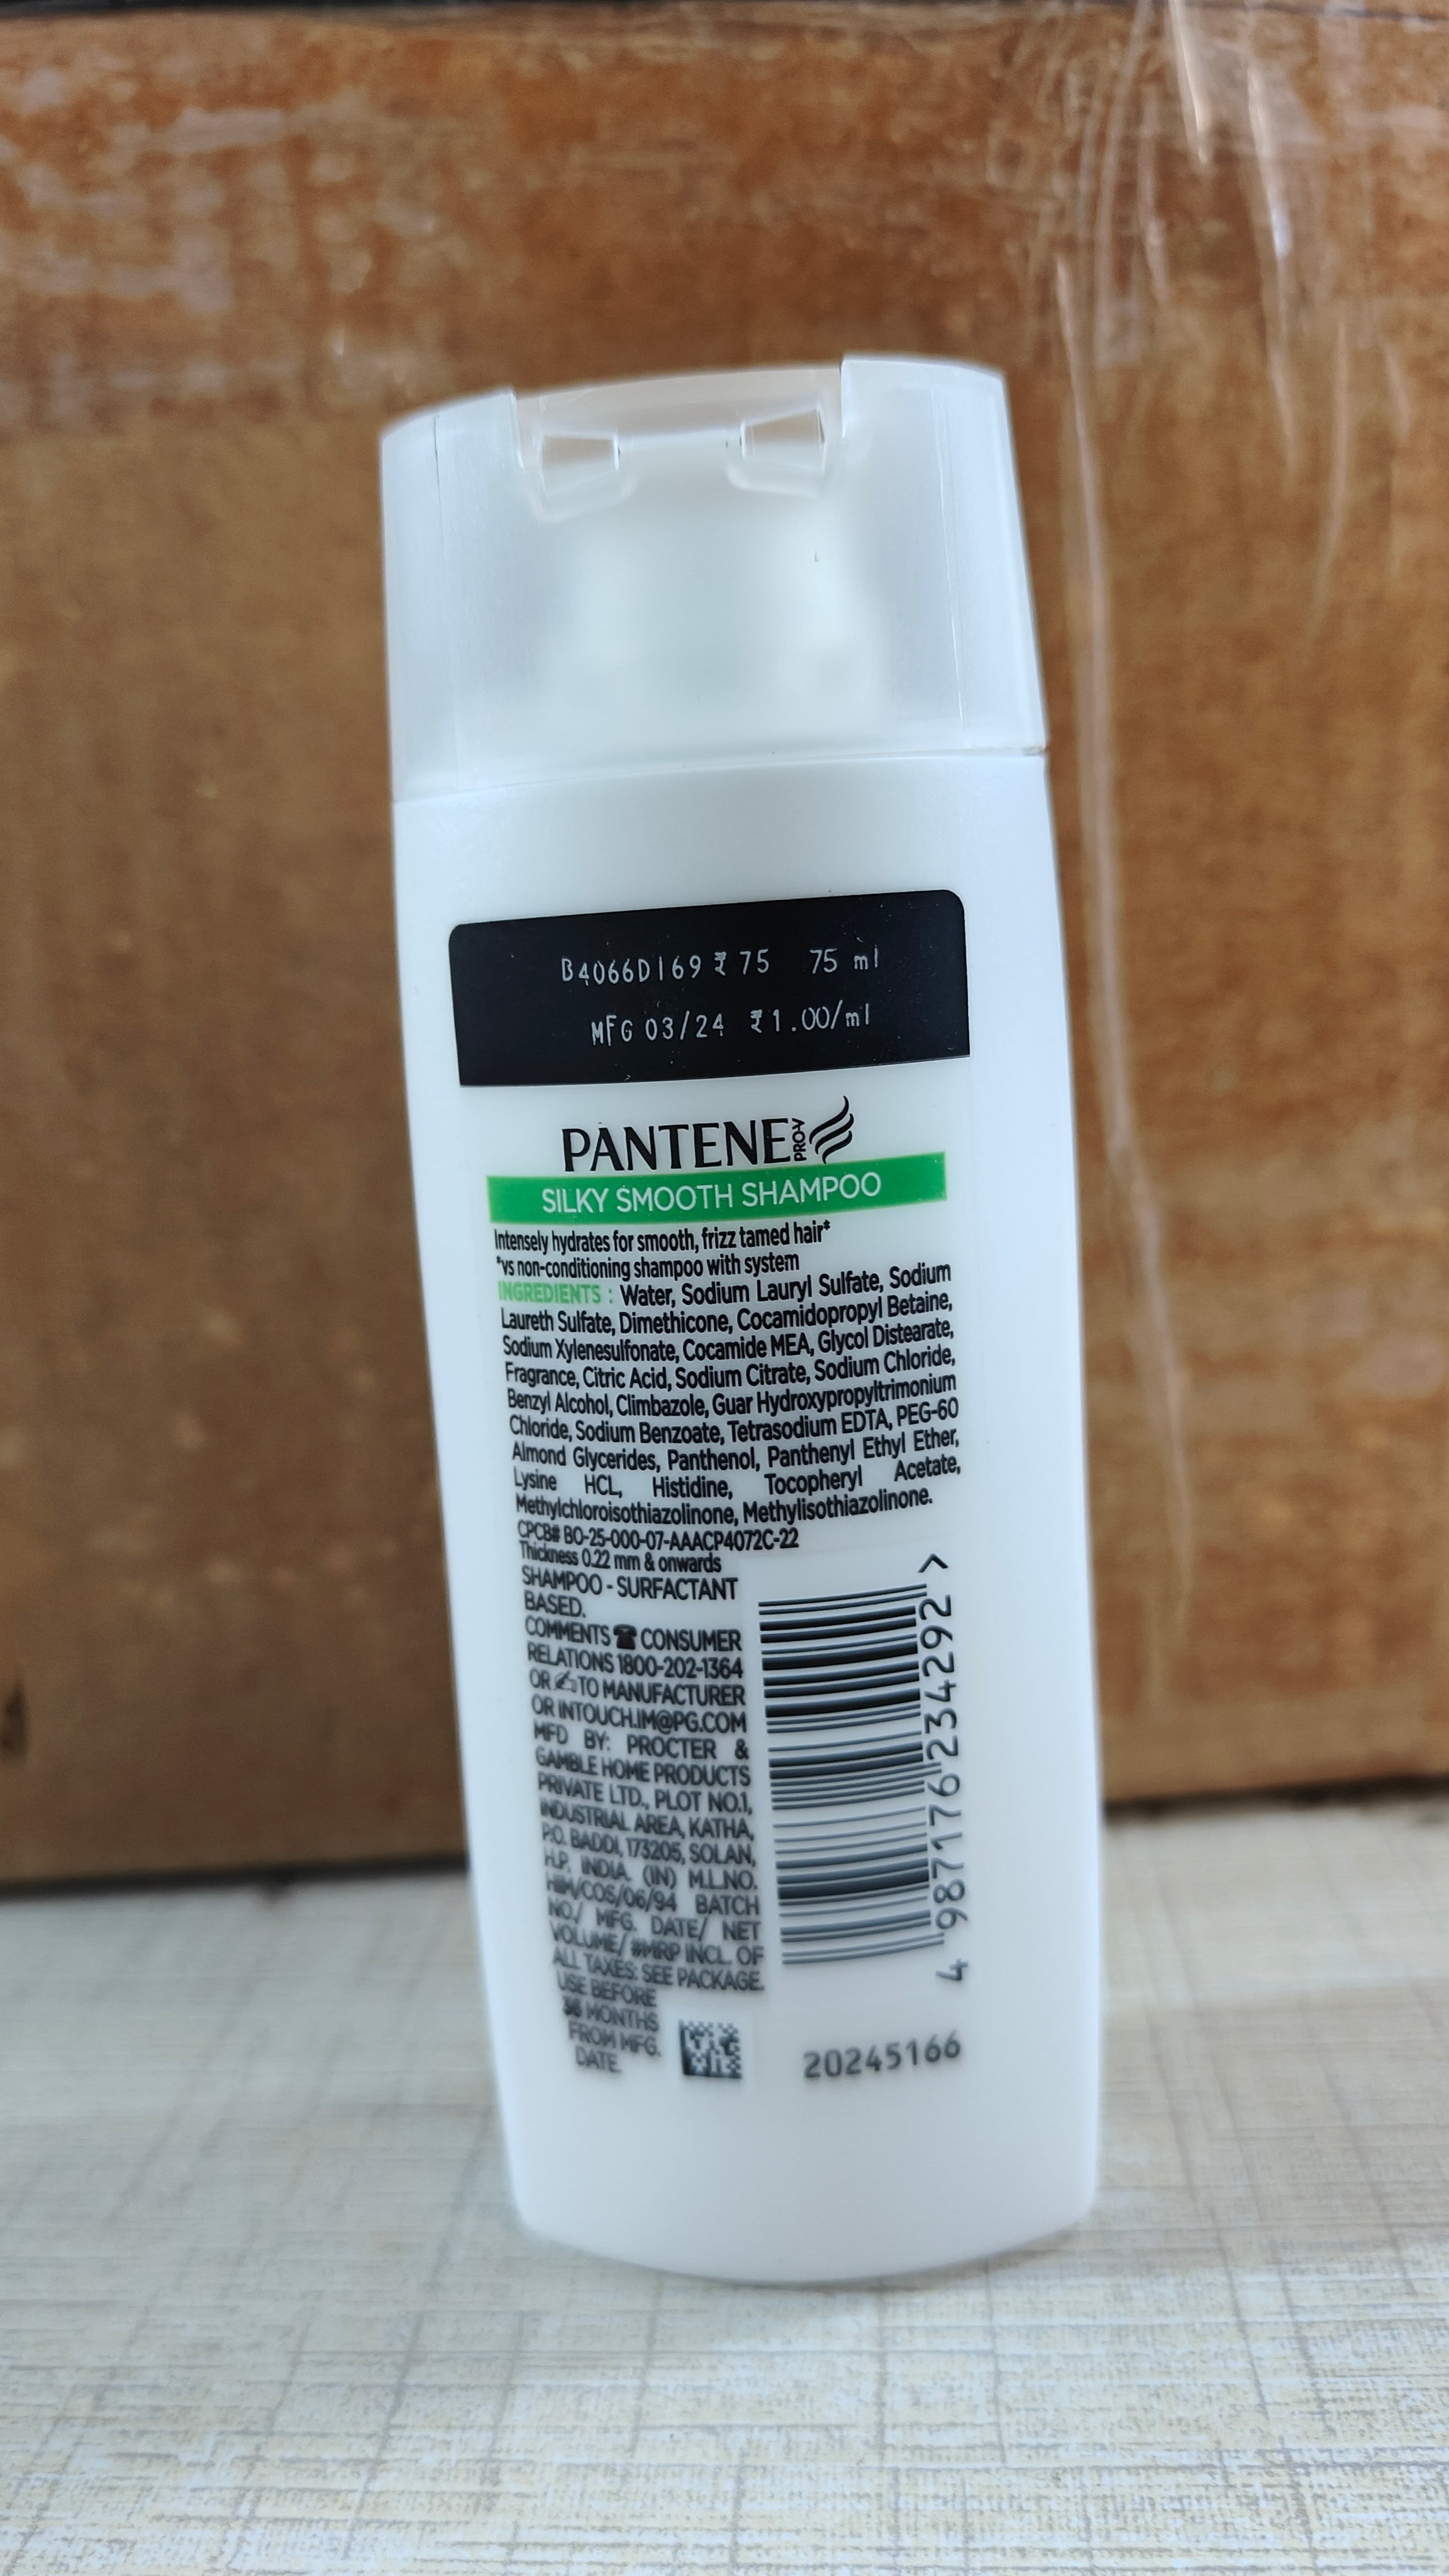 B4066D169 ₹ 75 75 ml
MFG 03/24 ₹1.00/ml
PANTENE PRO-V
SILKY SMOOTH SHAMPOO
Intensely hydrates for smooth, frizz tamed hair*
*vs non-conditioning shampoo with system
INGREDIENTS : Water, Sodium Lauryl Sulfate, Sodium
Laureth Sulfate, Dimethicone, Cocamidopropyl Betaine,
Sodium Xylenesulfonate, Cocamide MEA, Glycol Distearate,
Fragrance, Citric Acid, Sodium Citrate, Sodium Chloride,
Benzyl Alcohol, Climbazole, Guar Hydroxypropyltrimonium
Chloride, Sodium Benzoate, Tetrasodium EDTA, PEG-60
Almond Glycerides, Panthenol, Panthenyl Ethyl Ether,
Lysine HCL, Histidine, Tocopheryl Acetate,
Methylchloroisothiazolinone, Methylisothiazolinone.
CPCB# BO-25-000-07-AAACP4072C-22
Thickness 0.22 mm & onwards
SHAMPOO - SURFACTANT
BASED.
COMMENTS ☎ CONSUMER
RELATIONS 1800-202-1364
OR ✍ TO MANUFACTURER
OR INTOUCH.IM@PG.COM
MFD BY: PROCTER &
GAMBLE HOME PRODUCTS
PRIVATE LTD., PLOT NO.1,
INDUSTRIAL AREA, KATHA,
P.O. BADDI, 173205, SOLAN,
H.P. INDIA. (IN) M.L.NO.
HIM/COS/06/94 BATCH
NO./ MFG. DATE/ NET
VOLUME/ #MRP INCL. OF
ALL TAXES: SEE PACKAGE.
USE BEFORE
36 MONTHS
FROM MFG.
DATE.
4 987176 234292 >
20245166